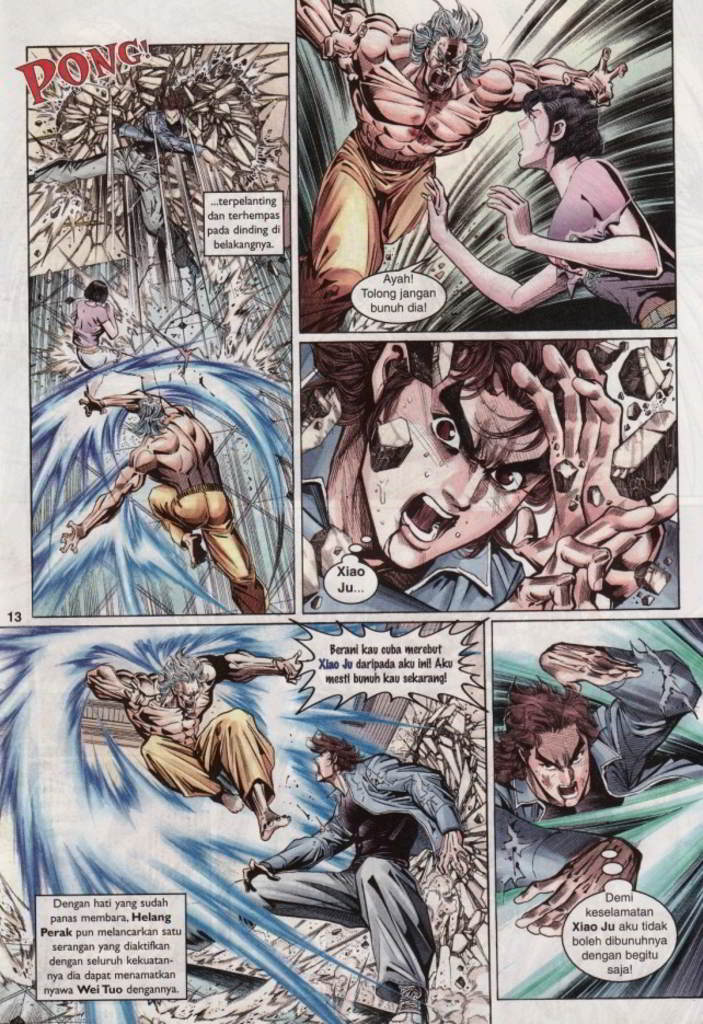 PONG!
...terpelanting
dan terhempas
pada dinding di
belakangnya.
Ayah!
Tolong jangan
bunuh dia!
Xiao
Ju...
13
Berani kau cuba merebut
Xiao Ju daripada aku ini! Aku
mesti bunuh kau sekarang!
Dengan hati yang sudah
panas membara, Helang
Perak pun melancarkan satu
serangan yang diaktifkan
dengan seluruh kekuatan-
nya dia dapat menamatkan
nyawa Wei Tuo dengannya.
Demi
keselamatan
Xiao Ju aku tidak
boleh dibunuhnya
dengan begitu
saja!